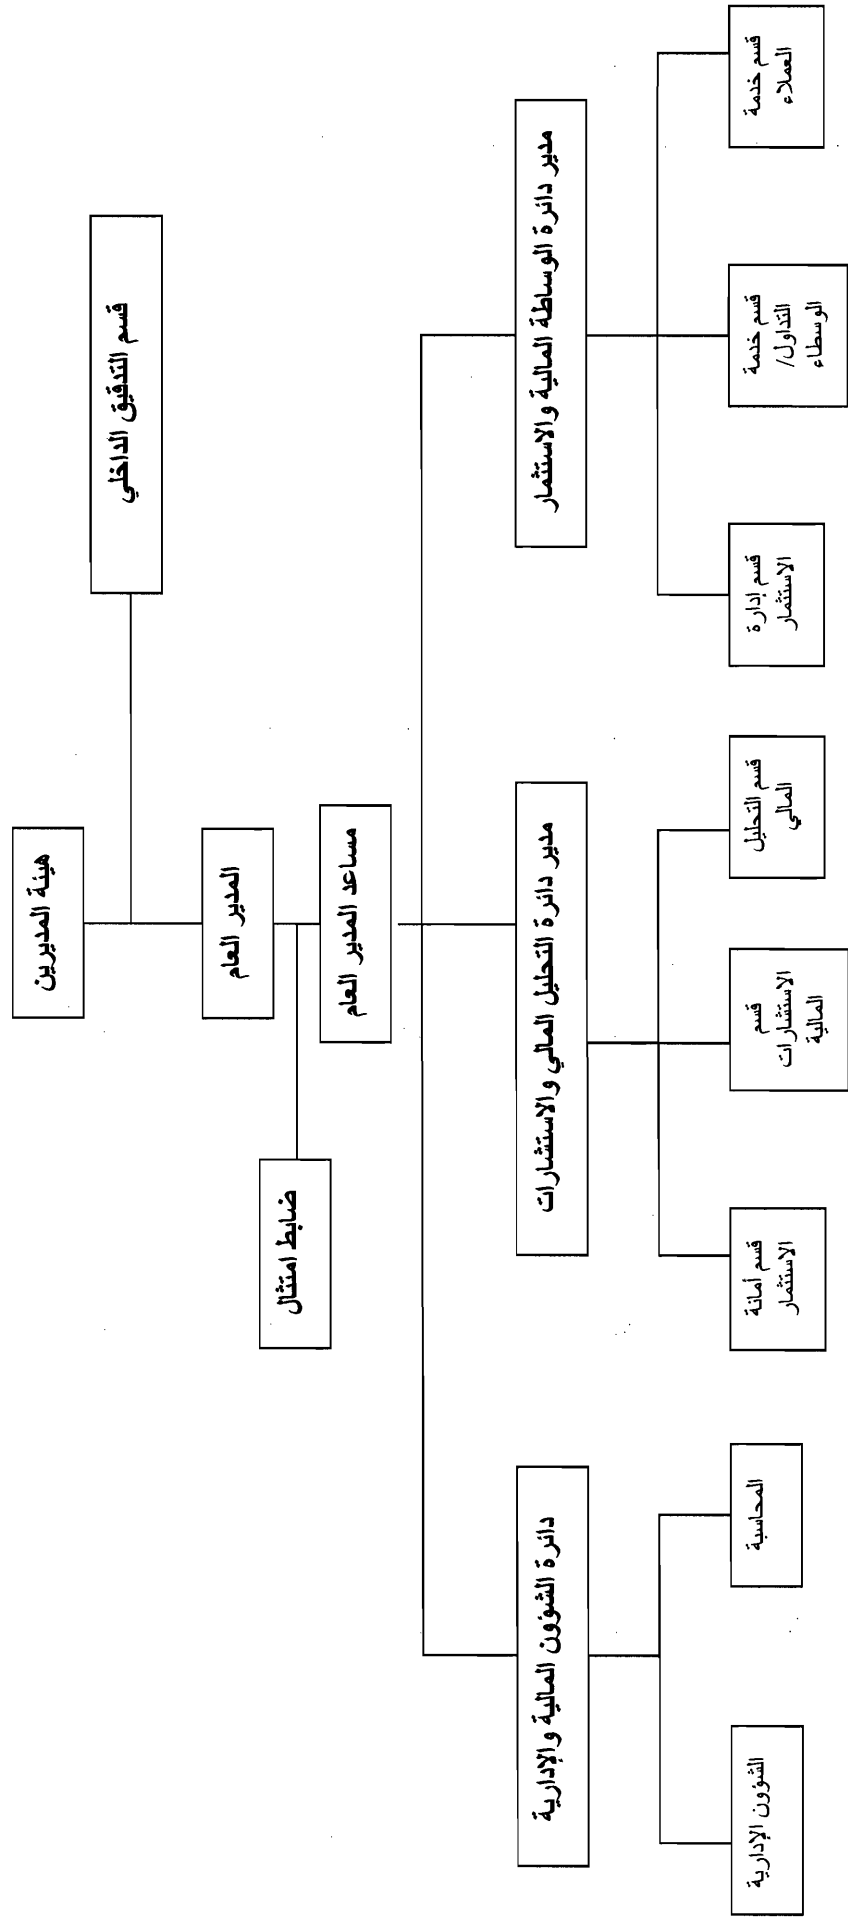 هيئة المديرين
قسم التدقيق الداخلي
المدير العام
ضابط امتثال
مساعد المدير العام
مدير دائرة الوساطة المالية والاستثمار
مدير دائرة التحليل المالي والاستشارات
دائرة الشؤون المالية والإدارية
قسم خدمة
العملاء
قسم خدمة
التداول/
الوسطاء
قسم إدارة
الاستثمار
قسم التحليل
المالي
قسم
الاستشارات
المالية
قسم أمانة
الاستثمار
المحاسبة
الشؤون الإدارية